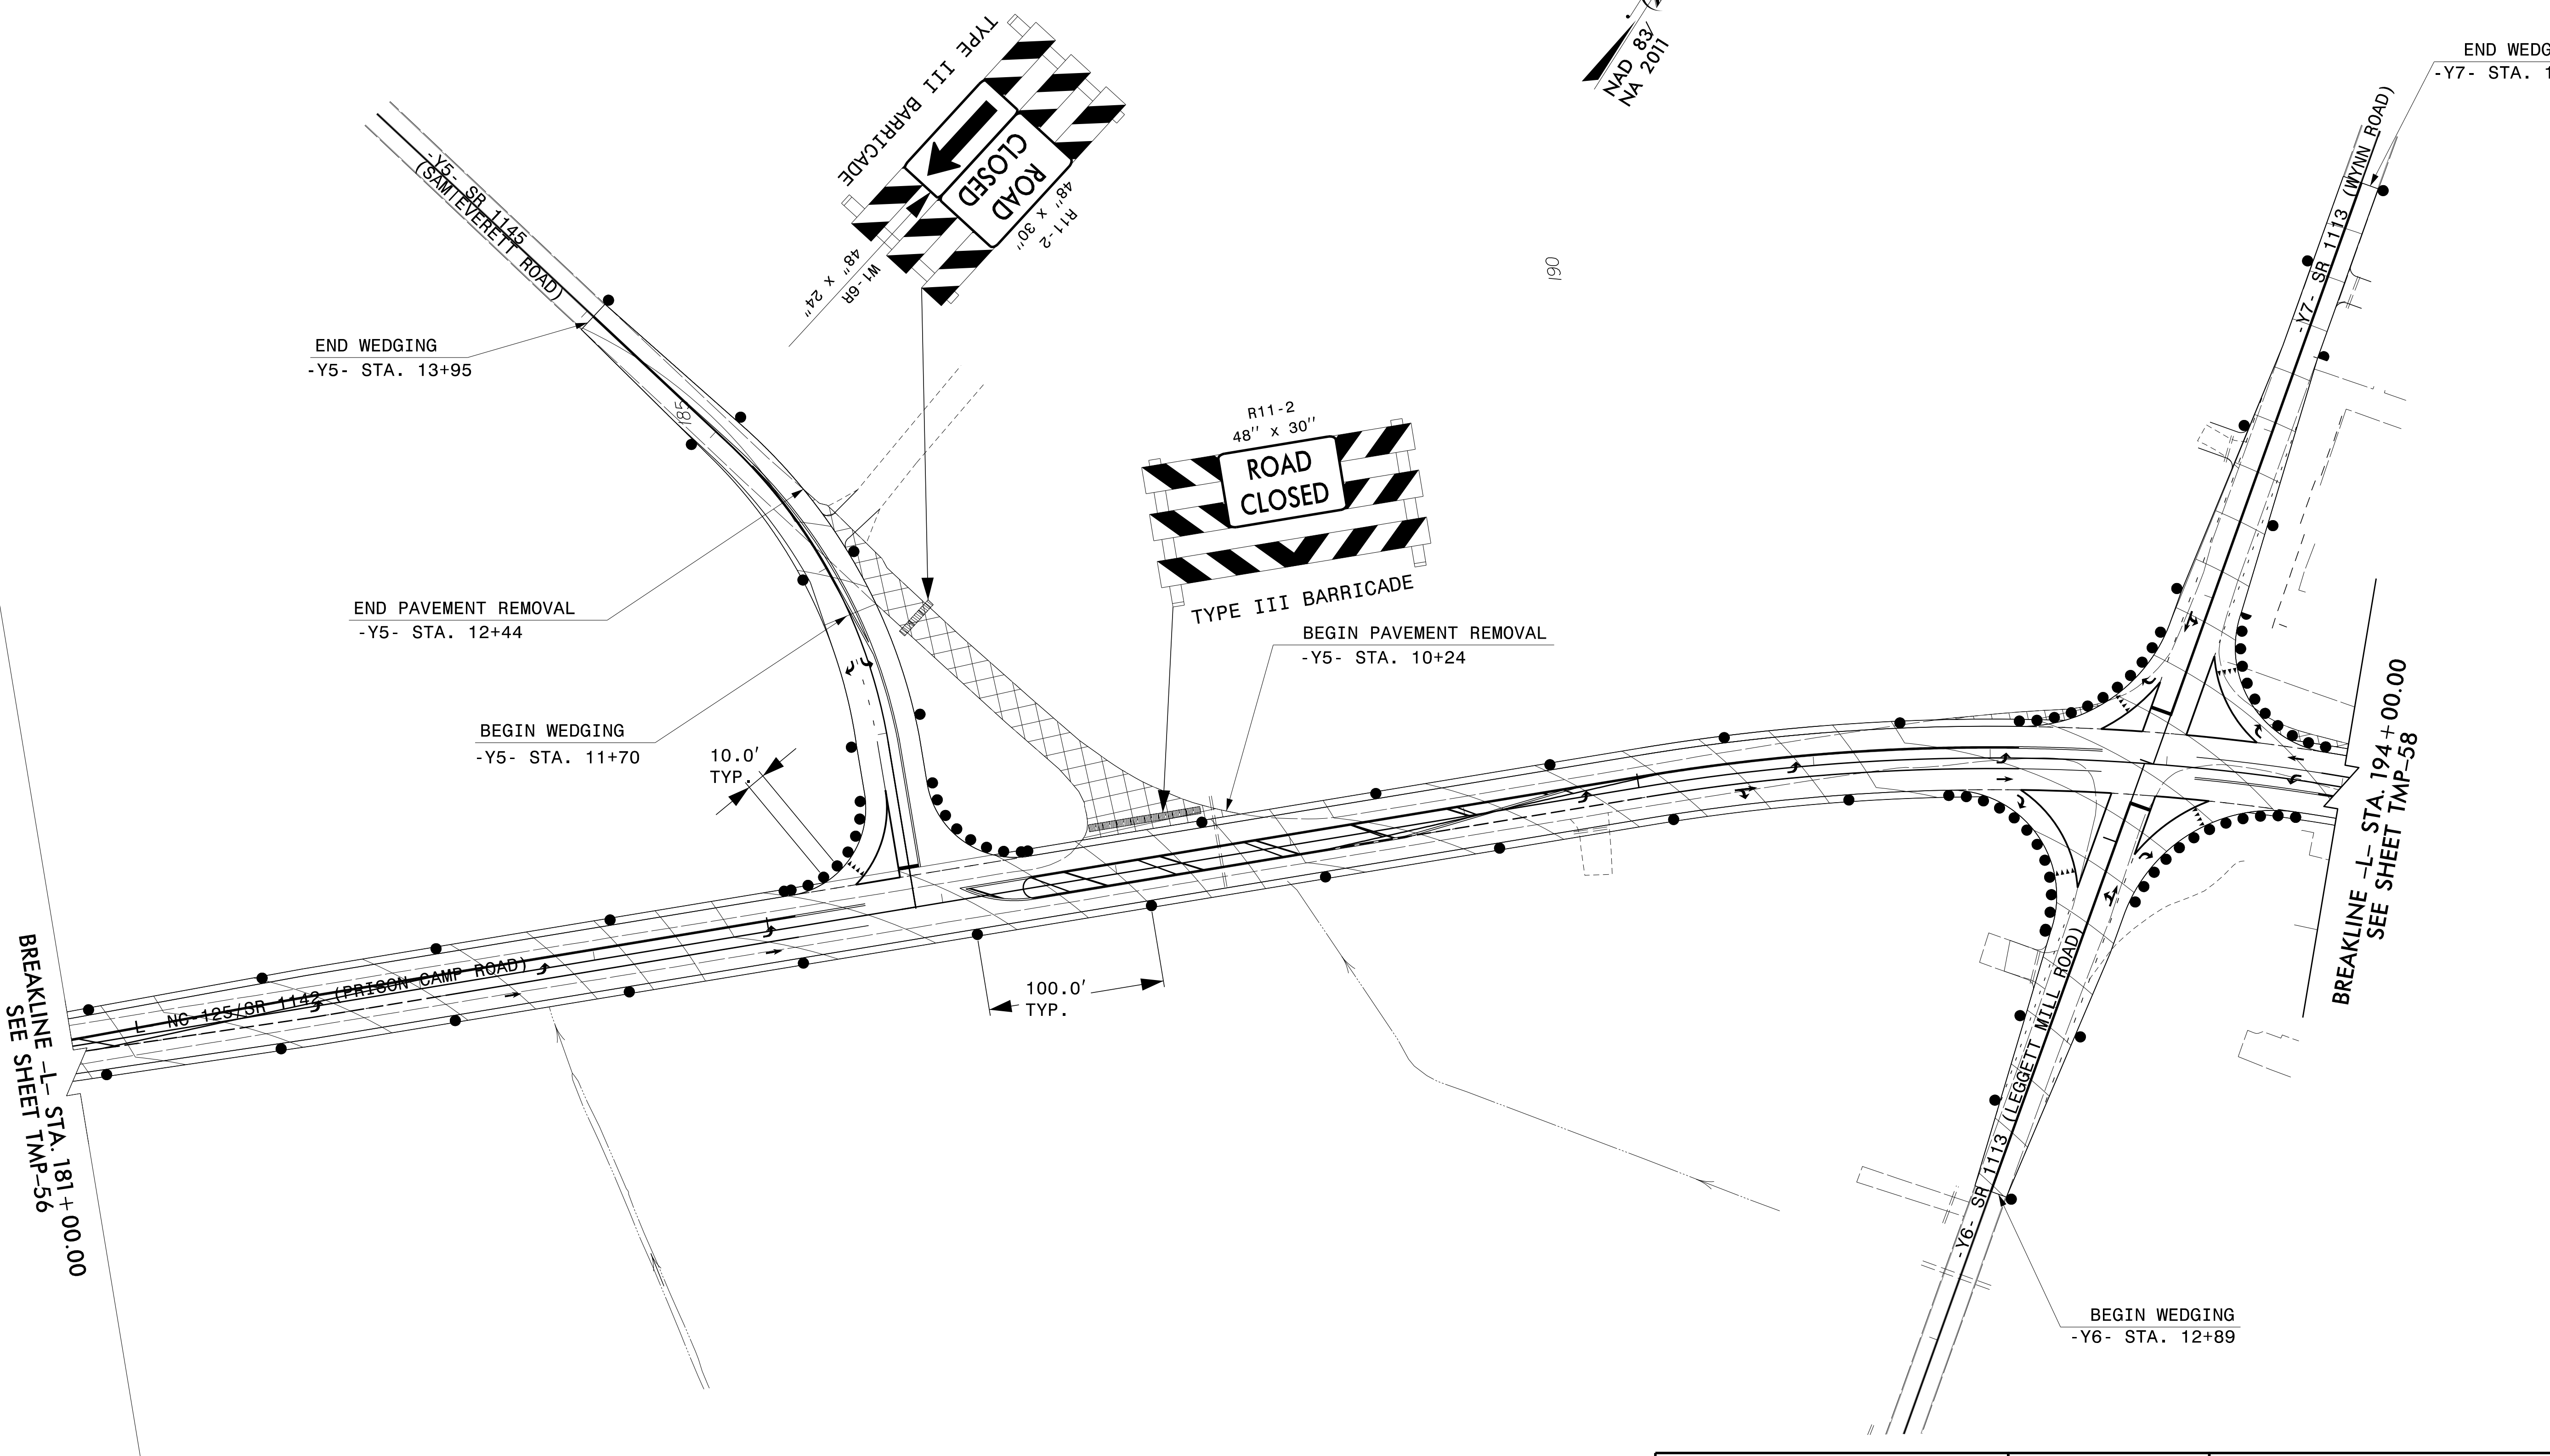 TYPE III BARRICADE
ROAD
CLOSED
R11-2
48" x 30"
W1-6R
48" x 24"
NAD 83/
NA 2011
END WEDG
-Y7- STA. 1
-Y7- SR 1113 (WYNN ROAD)
-Y5- SR 1145
(SAMTEVERETT ROAD)
END WEDGING
-Y5- STA. 13+95
185
190
R11-2
48'' x 30''
ROAD
CLOSED
TYPE III BARRICADE
END PAVEMENT REMOVAL
-Y5- STA. 12+44
BEGIN PAVEMENT REMOVAL
-Y5- STA. 10+24
BEGIN WEDGING
-Y5- STA. 11+70
10.0'
TYP.
BREAKLINE -L- STA. 194+00.00
SEE SHEET TMP-58
L NC-125/SR 1142 (PRISON CAMP ROAD)
100.0'
TYP.
BREAKLINE -L- STA. 181+00.00
SEE SHEET TMP-56
-Y6- SR 1113 (LEGGETT MILL ROAD)
BEGIN WEDGING
-Y6- STA. 12+89